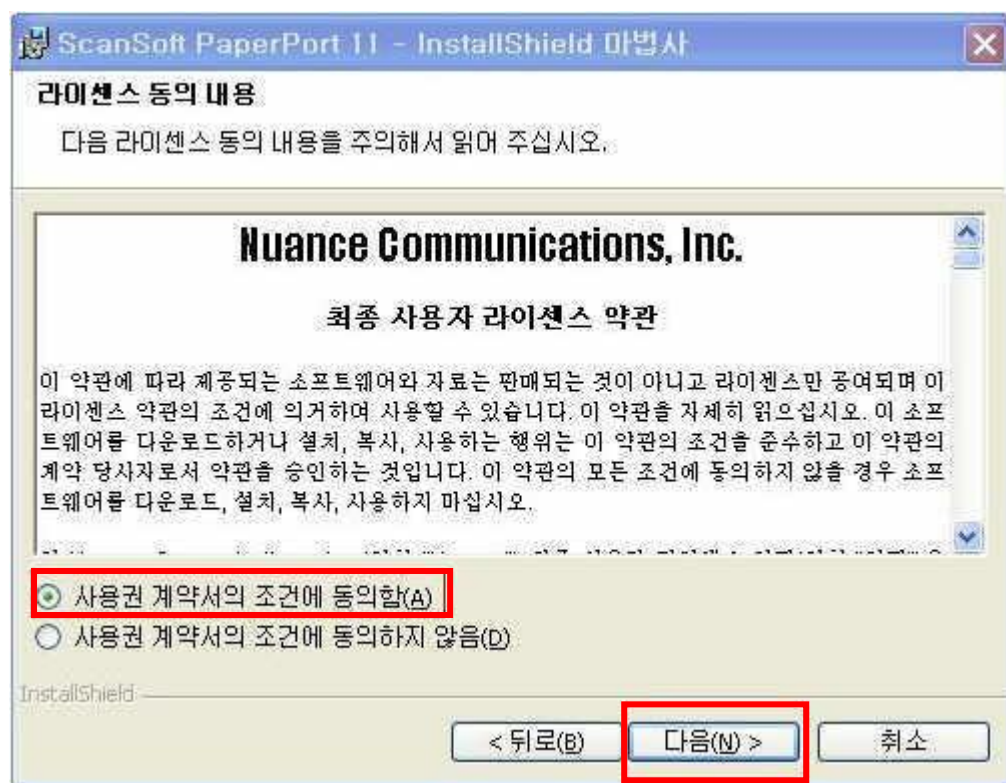 ScanSoft PaperPort 11 - InstallShield 마법사
라이센스 동의 내용
다음 라이센스 동의 내용을 주의해서 읽어 주십시오.
Nuance Communications, Inc.
최종 사용자 라이센스 약관
이 약관에 따라 제공되는 소프트웨어와 자료는 판매되는 것이 아니고 라이센스만 공여되며 이
라이센스 약관의 조건에 의거하여 사용할 수 있습니다. 이 약관을 자세히 읽으십시오. 이 소프
트웨어를 다운로드하거나 설치, 복사, 사용하는 행위는 이 약관의 조건을 준수하고 이 약관의
계약 당사자로서 약관을 승인하는 것입니다. 이 약관의 모든 조건에 동의하지 않을 경우 소프
트웨어를 다운로드, 설치, 복사, 사용하지 마십시오.
사용권 계약서의 조건에 동의함(A)
사용권 계약서의 조건에 동의하지 않음(D)
InstallShield
< 뒤로(B) 다음(N) > 취소